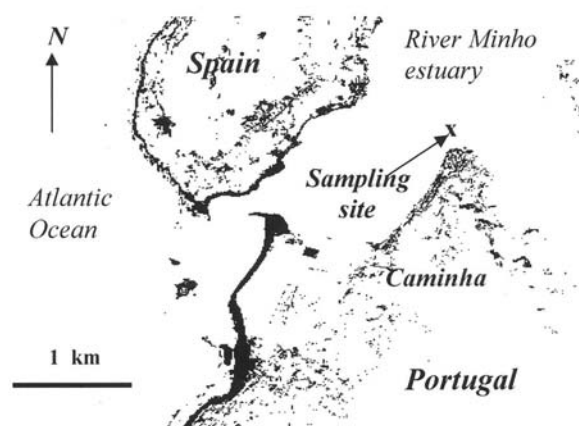 N
Spain
River Minho
estuary
x
Sampling
site
Atlantic
Ocean
Caminha
1 km
Portugal